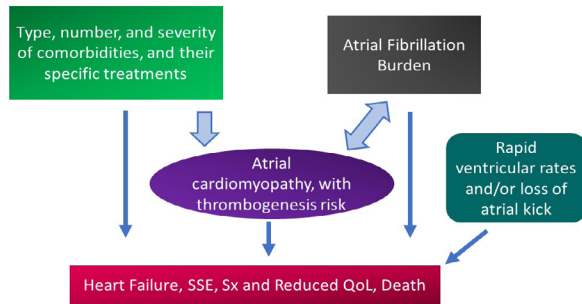 Type, number, and severity
of comorbidities, and their
specific treatments
Atrial Fibrillation
Burden
Atrial
cardiomyopathy, with
thrombogenesis risk
Rapid
ventricular rates
and/or loss of
atrial kick
Heart Failure, SSE, Sx and Reduced QoL, Death